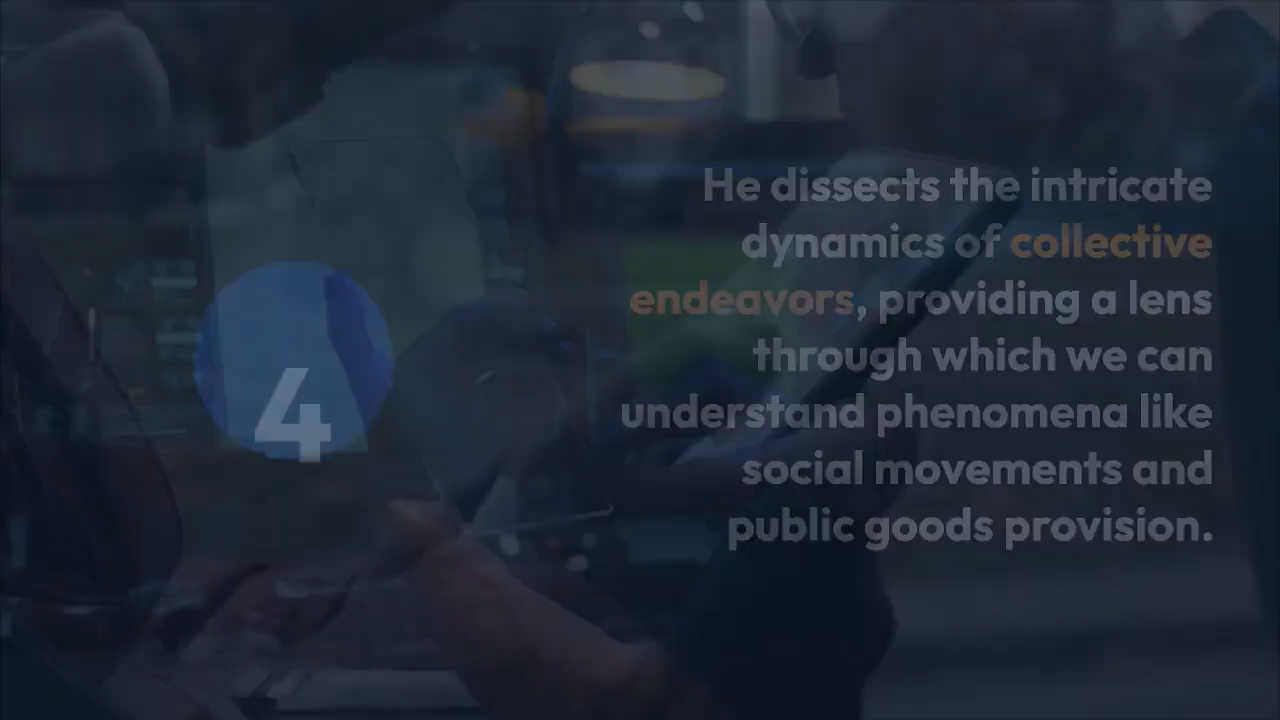 4
He dissects the intricate
dynamics of collective
endeavors, providing a lens
through which we can
understand phenomena like
social movements and
public goods provision.